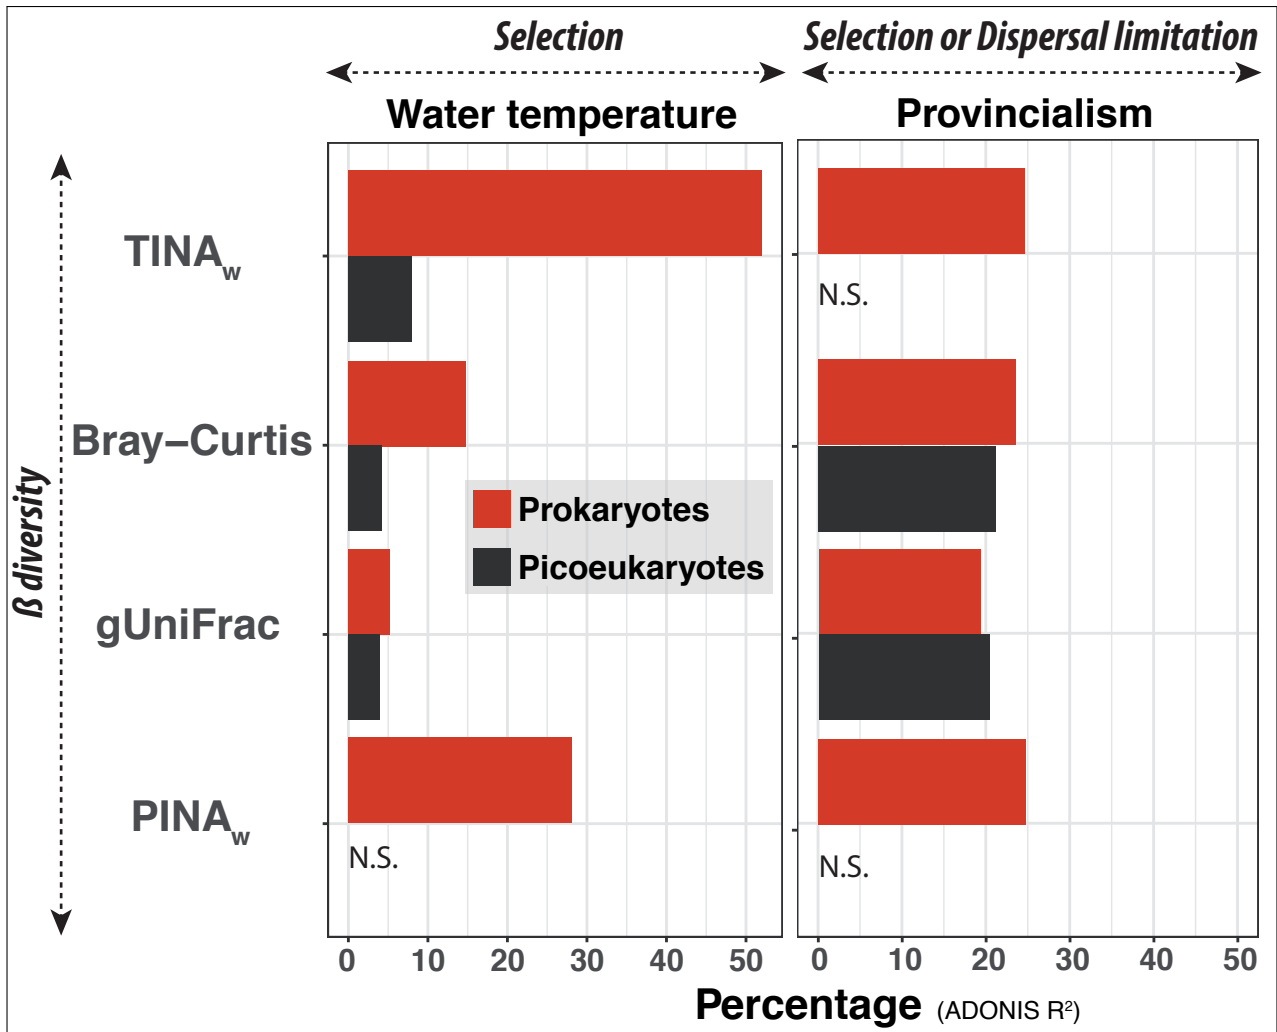 Selection
Selection or Dispersal limitation
Water temperature
Provincialism
ß diversity
TINAw
N.S.
Bray–Curtis
Prokaryotes
Picoeukaryotes
gUniFrac
PINAw
N.S.
N.S.
0 10 20 30 40 50
0 10 20 30 40 50
Percentage (ADONIS R²)